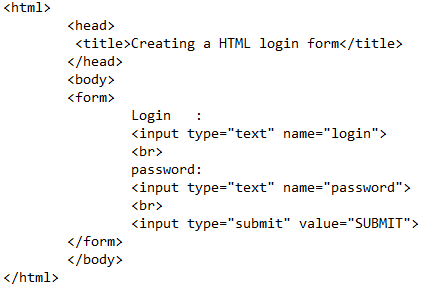 <html>
<head>
<title>Creating a HTML login form</title>
</head>
<body>
<form>
Login   :
<input type="text" name="login">
<br>
password:
<input type="text" name="password">
<br>
<input type="submit" value="SUBMIT">
</form>
</body>
</html>